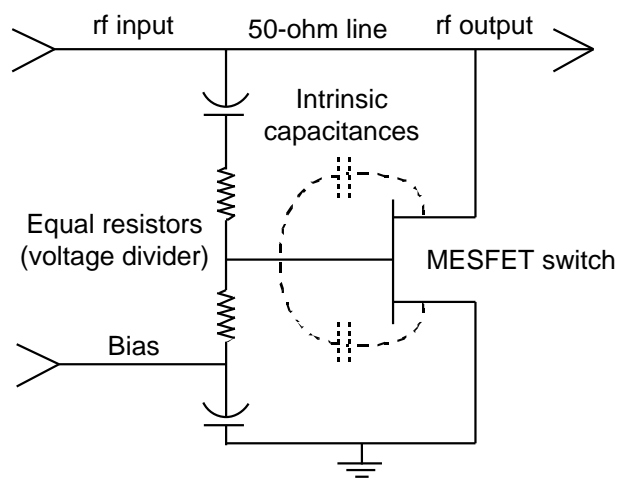 rf input
50-ohm line
rf output
Intrinsic
capacitances
Equal resistors
(voltage divider)
MESFET switch
Bias